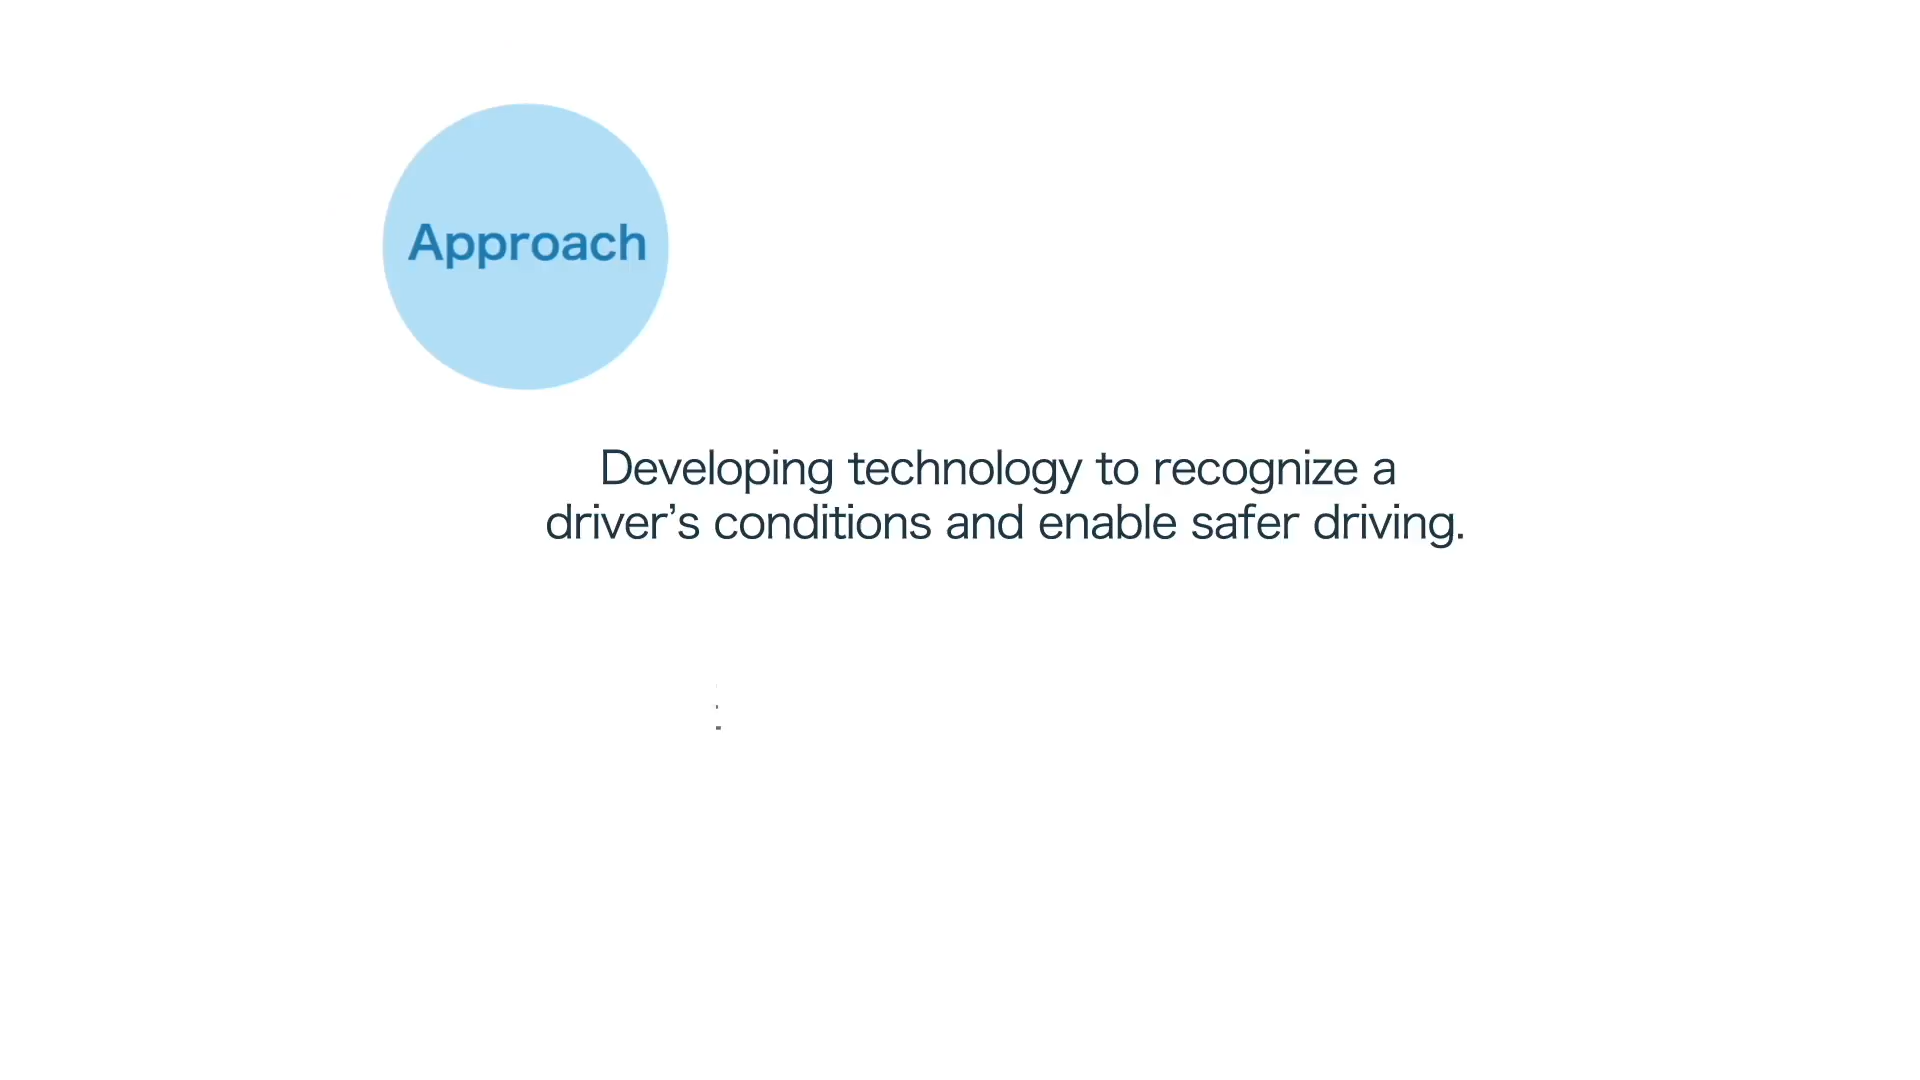 Approach
Developing technology to recognize a
driver’s conditions and enable safer driving.